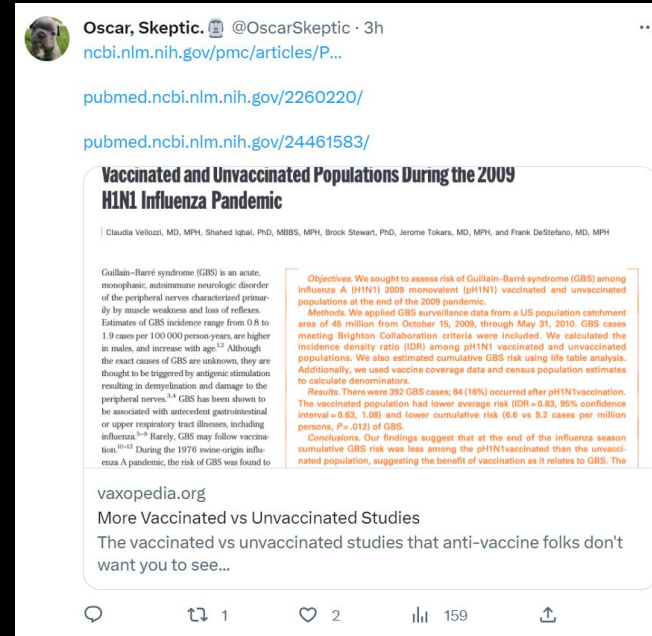 Oscar, Skeptic. @OscarSkeptic · 3h
ncbi.nlm.nih.gov/pmc/articles/P...
pubmed.ncbi.nlm.nih.gov/2260220/
pubmed.ncbi.nlm.nih.gov/24461583/
Vaccinated and Unvaccinated Populations During the 2009
H1N1 Influenza Pandemic
Claudia Vellozzi, MD, MPH, Shahed Iqbal, PhD, MBBS, MPH, Brock Stewart, PhD, Jerome Tokars, MD, MPH, and Frank DeStefano, MD, MPH
Guillain–Barré syndrome (GBS) is an acute,
monophasic, autoimmune neurologic disorder
of the peripheral nerves characterized primar-
ily by muscle weakness and loss of reflexes.
Estimates of GBS incidence range from 0.8 to
1.9 cases per 100 000 person-years, are higher
in males, and increase with age.1,2 Although
the exact causes of GBS are unknown, they are
thought to be triggered by antigenic stimulation
resulting in demyelination and damage to the
peripheral nerves.3,4 GBS has been shown to
be associated with antecedent gastrointestinal
or upper respiratory tract illnesses, including
influenza.5–9 Rarely, GBS may follow vaccina-
tion.10–12 During the 1976 swine-origin influ-
enza A pandemic, the risk of GBS was found to
Objectives. We sought to assess risk of Guillain–Barré syndrome (GBS) among
influenza A (H1N1) 2009 monovalent (pH1N1) vaccinated and unvaccinated
populations at the end of the 2009 pandemic.
Methods. We applied GBS surveillance data from a US population catchment
area of 45 million from October 15, 2009, through May 31, 2010. GBS cases
meeting Brighton Collaboration criteria were included. We calculated the
incidence density ratio (IDR) among pH1N1 vaccinated and unvaccinated
populations. We also estimated cumulative GBS risk using life table analysis.
Additionally, we used vaccine coverage data and census population estimates
to calculate denominators.
Results. There were 392 GBS cases; 64 (16%) occurred after pH1N1vaccination.
The vaccinated population had lower average risk (IDR = 0.83, 95% confidence
interval = 0.63, 1.08) and lower cumulative risk (6.6 vs 9.2 cases per million
persons, P= .012) of GBS.
Conclusions. Our findings suggest that at the end of the influenza season
cumulative GBS risk was less among the pH1N1vaccinated than the unvacci-
nated population, suggesting the benefit of vaccination as it relates to GBS. The
vaxopedia.org
More Vaccinated vs Unvaccinated Studies
The vaccinated vs unvaccinated studies that anti-vaccine folks don't
want you to see...
1 2 159